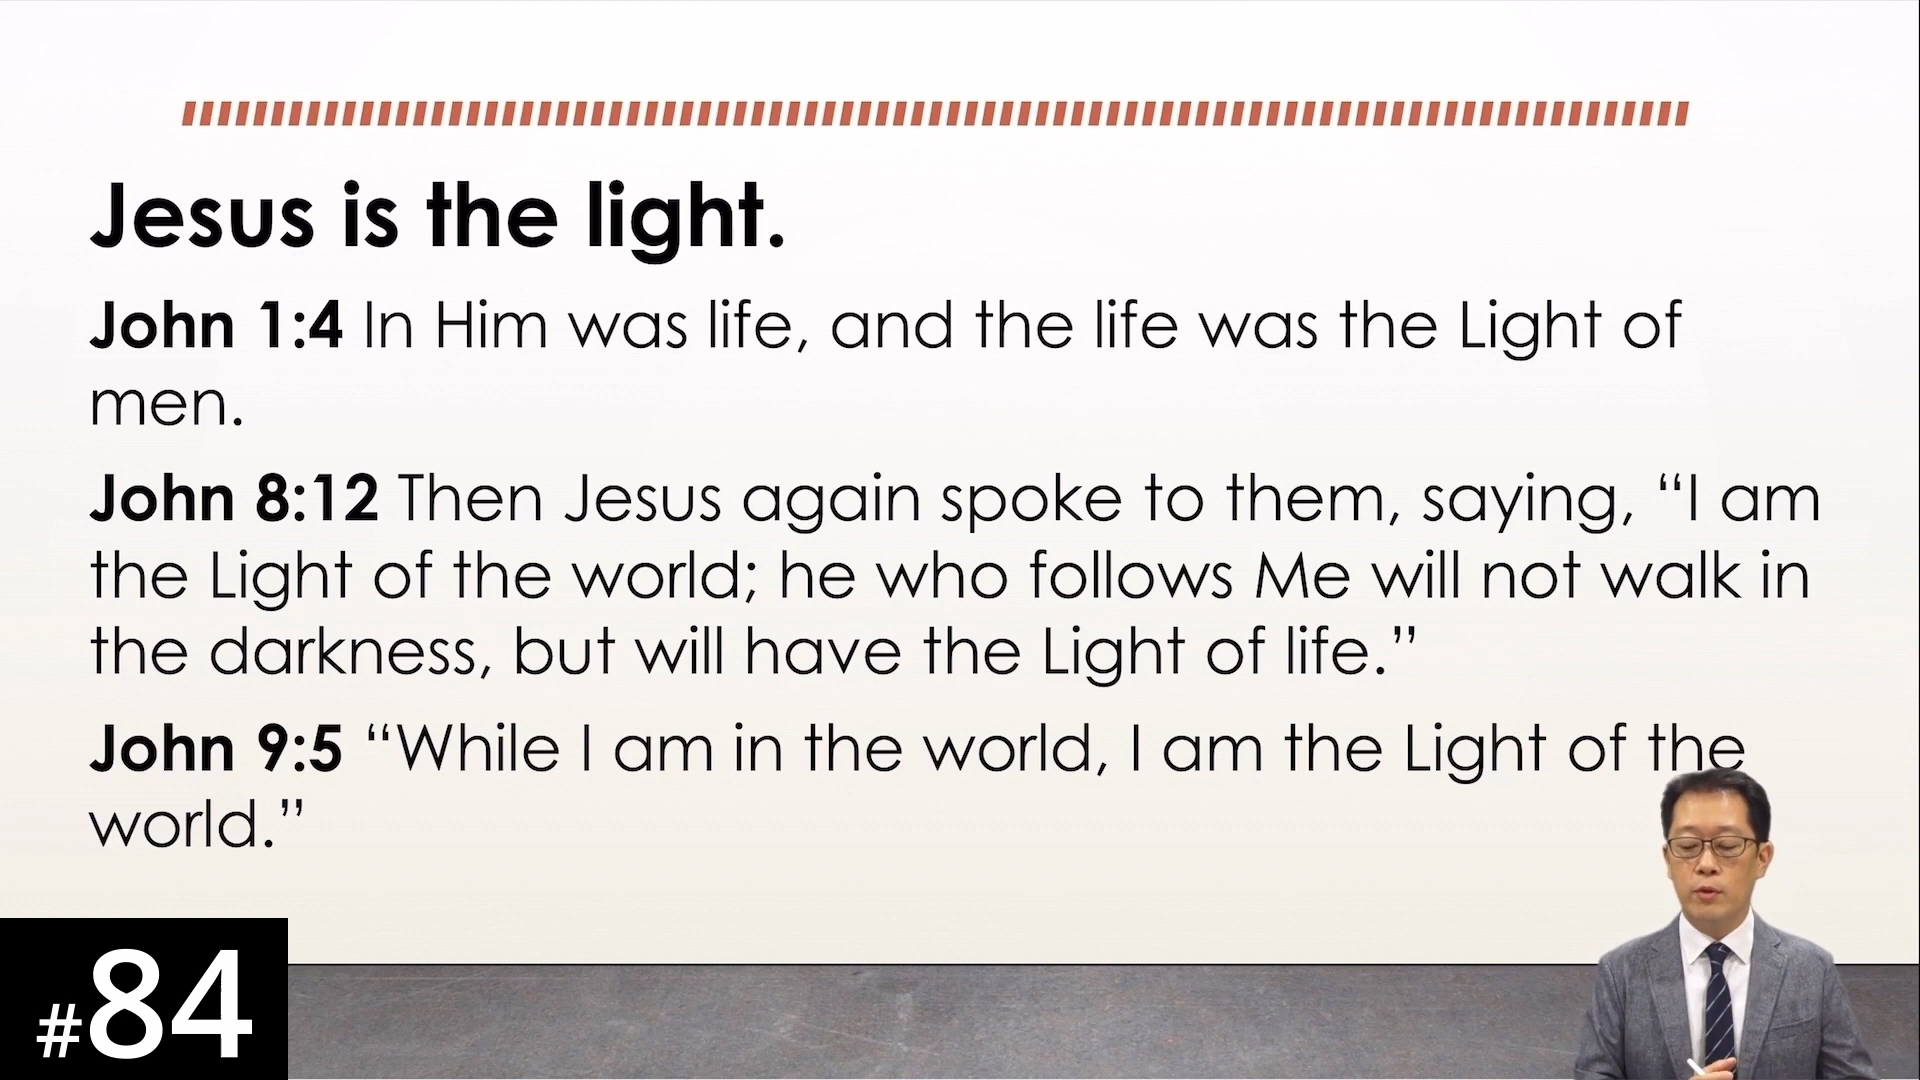 Jesus is the light.
John 1:4 In Him was life, and the life was the Light of
men.
John 8:12 Then Jesus again spoke to them, saying, “I am
the Light of the world; he who follows Me will not walk in
the darkness, but will have the Light of life.”
John 9:5 “While I am in the world, I am the Light of the
world.”
#84